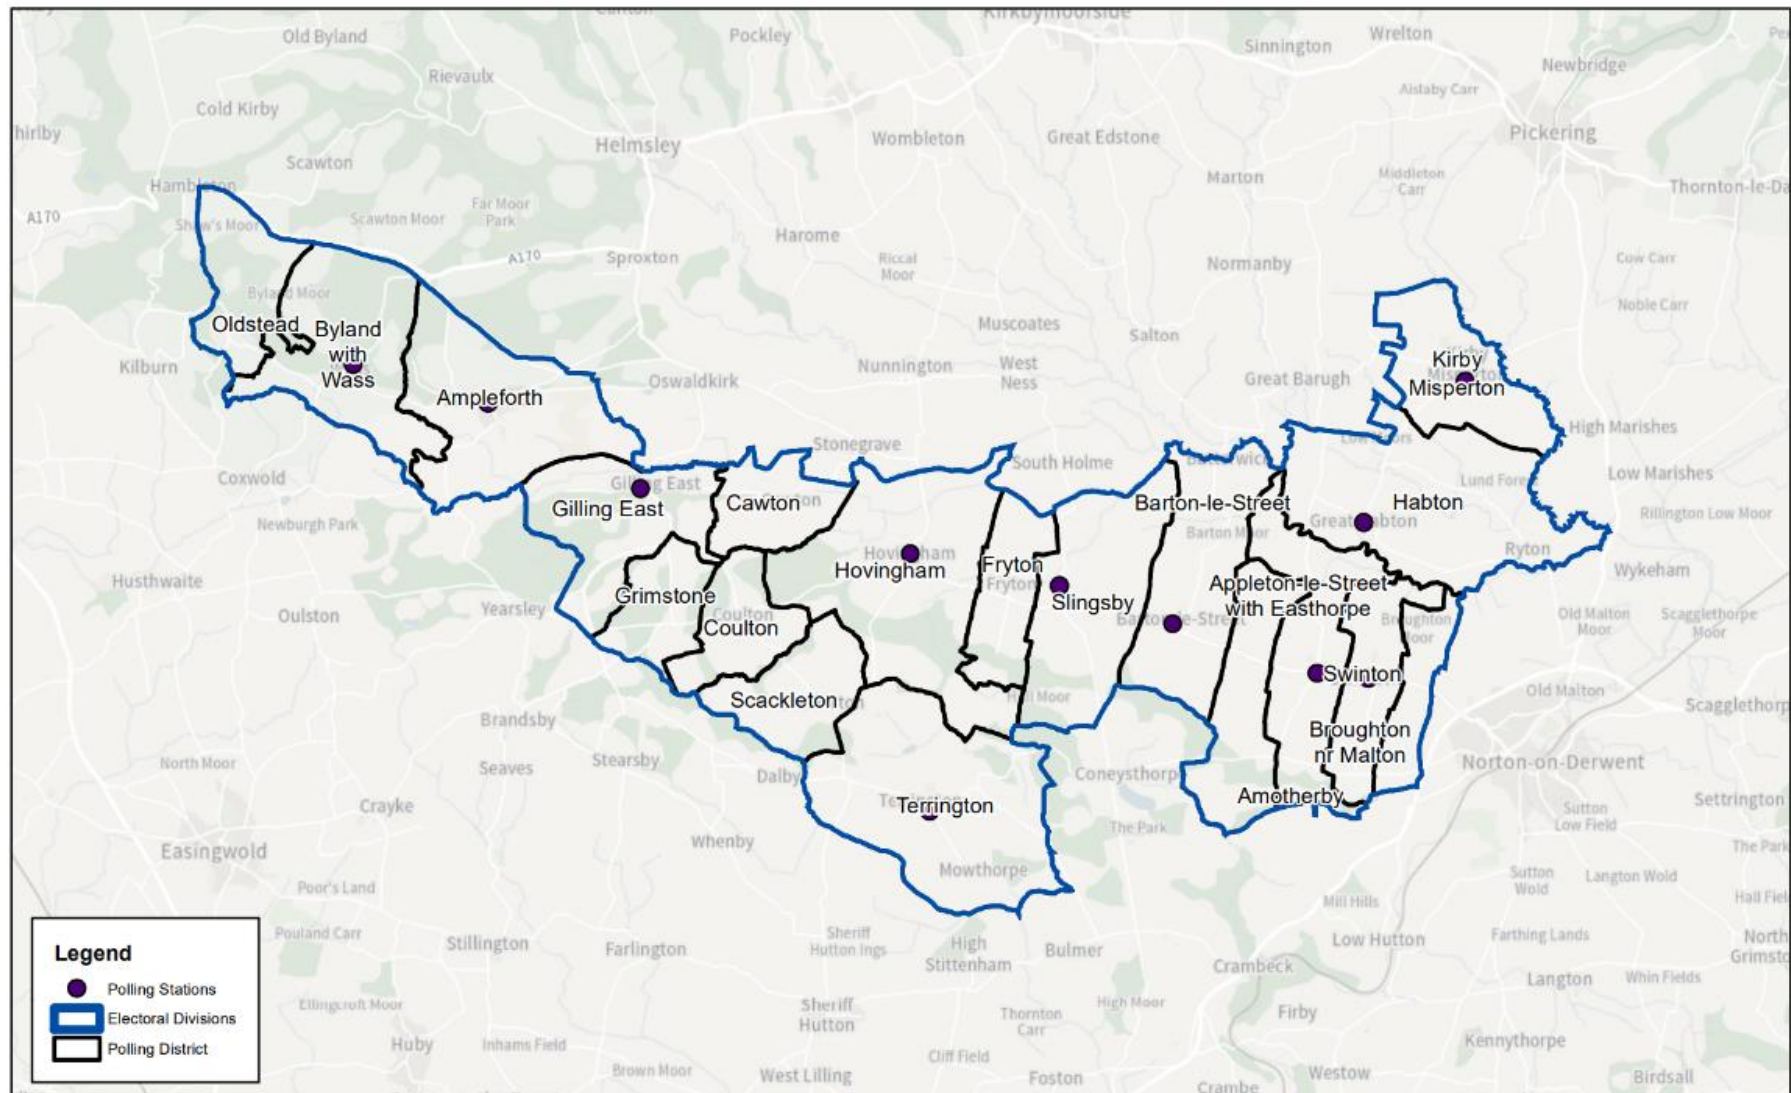 Kirkbymoorside
Old Byland
Pockley
Sinnington
Wrelton
Rievaulx
Newbridge
Cold Kirby
Aislaby Carr
Helmsley
Wombleton
Great Edstone
Pickering
Scawton
Hambleton
Marton
Middleton
Carr
Thornton-le-Da
A170
Shaw's Moor
Scawton Moor
Far Moor
Park
Harome
A170
Sproxton
Riccal
Moor
Normanby
Cow Carr
Byland Moor
Noble Carr
Oldstead
Byland
with
Wass
Muscoates
Salton
Kilburn
Nunnington
West
Ness
Great Barugh
Kirby
Misperton
Oswaldkirk
Ampleforth
High Marishes
Stonegrave
Low Moors
South Holme
Butterwick
Low Marishes
Coxwold
Gilling East
Gilling East
Cawton
Barton-le-Street
Habton
Lund Forest
Newburgh Park
Rillington Low Moor
Great Habton
Barton Moor
Hovingham
Hovingham
Ryton
Wykeham
Husthwaite
Fryton
Fryton
Appleton-le-Street
with Easthorpe
Grimstone
Slingsby
Oulston
Yearsley
Coulton
Coulton
Barton-le-Street
Broughton
Moor
Old Malton
Moor
Scagglethorpe
Moor
Swinton
Scackleton
Old Malton
Brandsby
Scagglethorp
Broughton
nr Malton
North Moor
Seaves
Stearsby
Dalby
Coneysthorpe
Norton-on-Derwent
Amotherby
Crayke
Terrington
Settrington
Sutton
Low Field
The Park
Easingwold
Whenby
Mowthorpe
The Park
Poor's Land
Sutton
Wold
Langton Wold
Mill Hills
Hall Fiel
Pouland Carr
Stillington
Farlington
Sheriff
Hutton Ings
High
Stittenham
Bulmer
Low Hutton
Farthing Lands
North
Grimsto
Crambeck
Langton
Whin Fields
Legend
Polling Stations
Electoral Divisions
Polling District
Ellingcroft Moor
Sheriff
Hutton
Thornton
Carr
High Moor
Firby
Huby
Inhams Field
Cliff Field
Kennythorpe
Brown Moor
West Lilling
Foston
Crambe
Westow
Birdsall